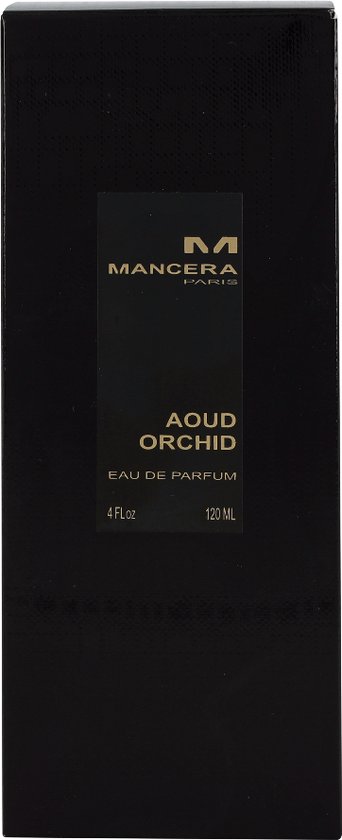 M
MANCERA
PARIS
AOUD
ORCHID
EAU DE PARFUM
4 FL oz 120 ML